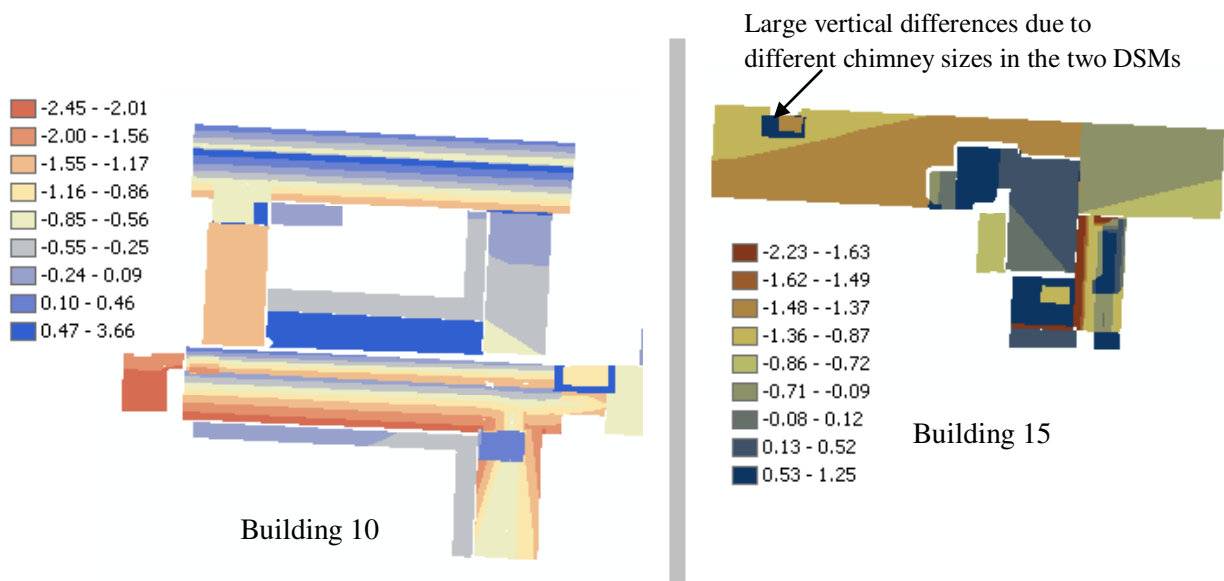 Large vertical differences due to
different chimney sizes in the two DSMs
-2.45 - -2.01
-2.00 - -1.56
-1.55 - -1.17
-1.16 - -0.86
-0.85 - -0.56
-0.55 - -0.25
-0.24 - 0.09
0.10 - 0.46
0.47 - 3.66
Building 10
-2.23 - -1.63
-1.62 - -1.49
-1.48 - -1.37
-1.36 - -0.87
-0.86 - -0.72
-0.71 - -0.09
-0.08 - 0.12
0.13 - 0.52
0.53 - 1.25
Building 15